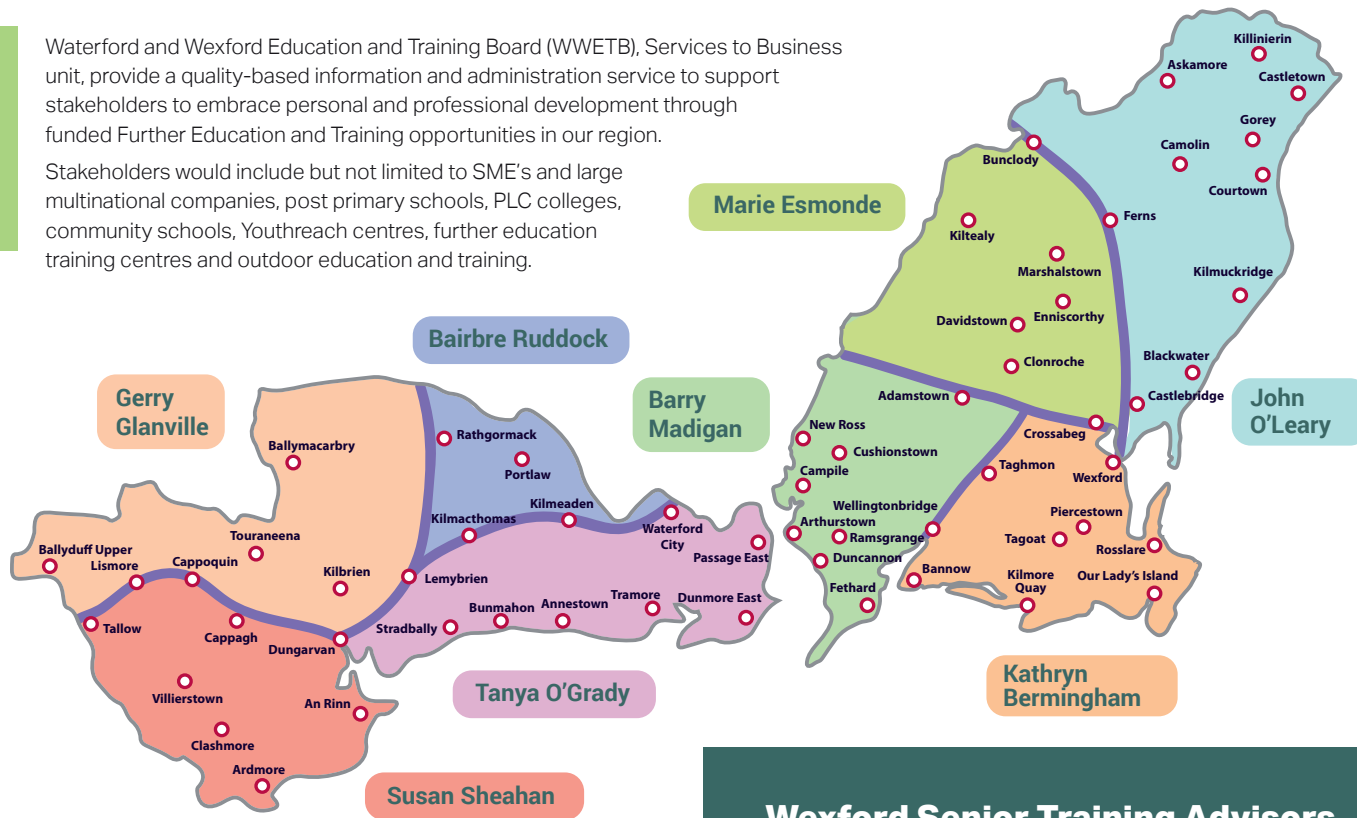 Waterford and Wexford Education and Training Board (WWETB), Services to Business
unit, provide a quality-based information and administration service to support
stakeholders to embrace personal and professional development through
funded Further Education and Training opportunities in our region.
Stakeholders would include but not limited to SME's and large
multinational companies, post primary schools, PLC colleges,
community schools, Youthreach centres, further education
training centres and outdoor education and training.
Gerry
Glanville
Bairbre Ruddock
Barry
Madigan
Marie Esmonde
John
O'Leary
Kathryn
Bermingham
Tanya O'Grady
Susan Sheahan
Ballymacarbry
Touraneena
Ballyduff Upper
Lismore
Cappoquin
Kilbrien
Tallow
Cappagh
Dungarvan
Villierstown
An Rinn
Clashmore
Ardmore
Rathgormack
Portlaw
Kilmeaden
Kilmacthomas
Lemybrien
Waterford
City
Passage East
Stradbally
Bunmahon
Annestown
Tramore
Dunmore East
Killinierin
Askamore
Castletown
Gorey
Camolin
Courtown
Bunclody
Ferns
Kiltealy
Marshalstown
Kilmuckridge
Enniscorthy
Davidstown
Clonroche
Blackwater
Castlebridge
Adamstown
Crossabeg
New Ross
Cushionstown
Campile
Taghmon
Wexford
Wellingtonbridge
Arthurstown
Ramsgrange
Duncannon
Fethard
Piercestown
Tagoat
Rosslare
Bannow
Kilmore
Quay
Our Lady's Island
Wexford Senior Training Advisors